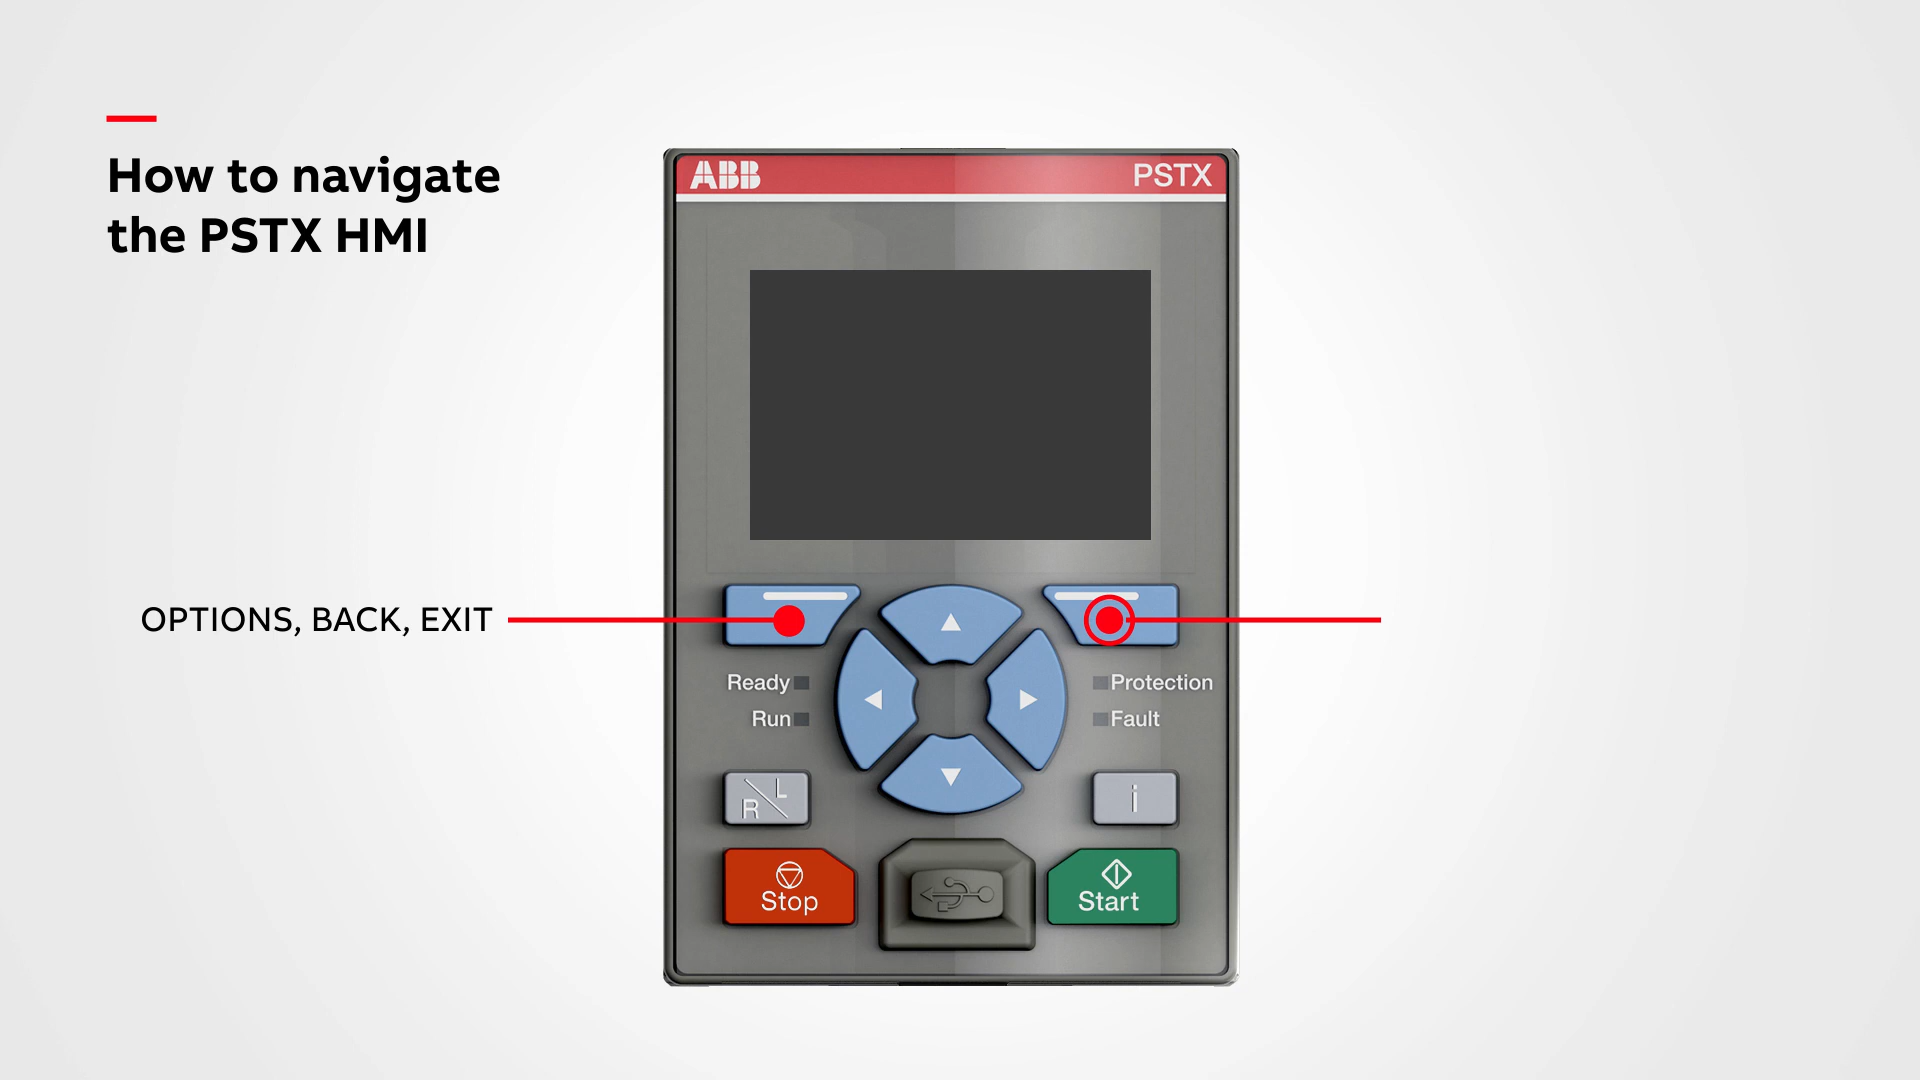 How to navigate
the PSTX HMI
ABB
PSTX
OPTIONS, BACK, EXIT
Ready
Protection
Run
Fault
R L
i
Stop
Start